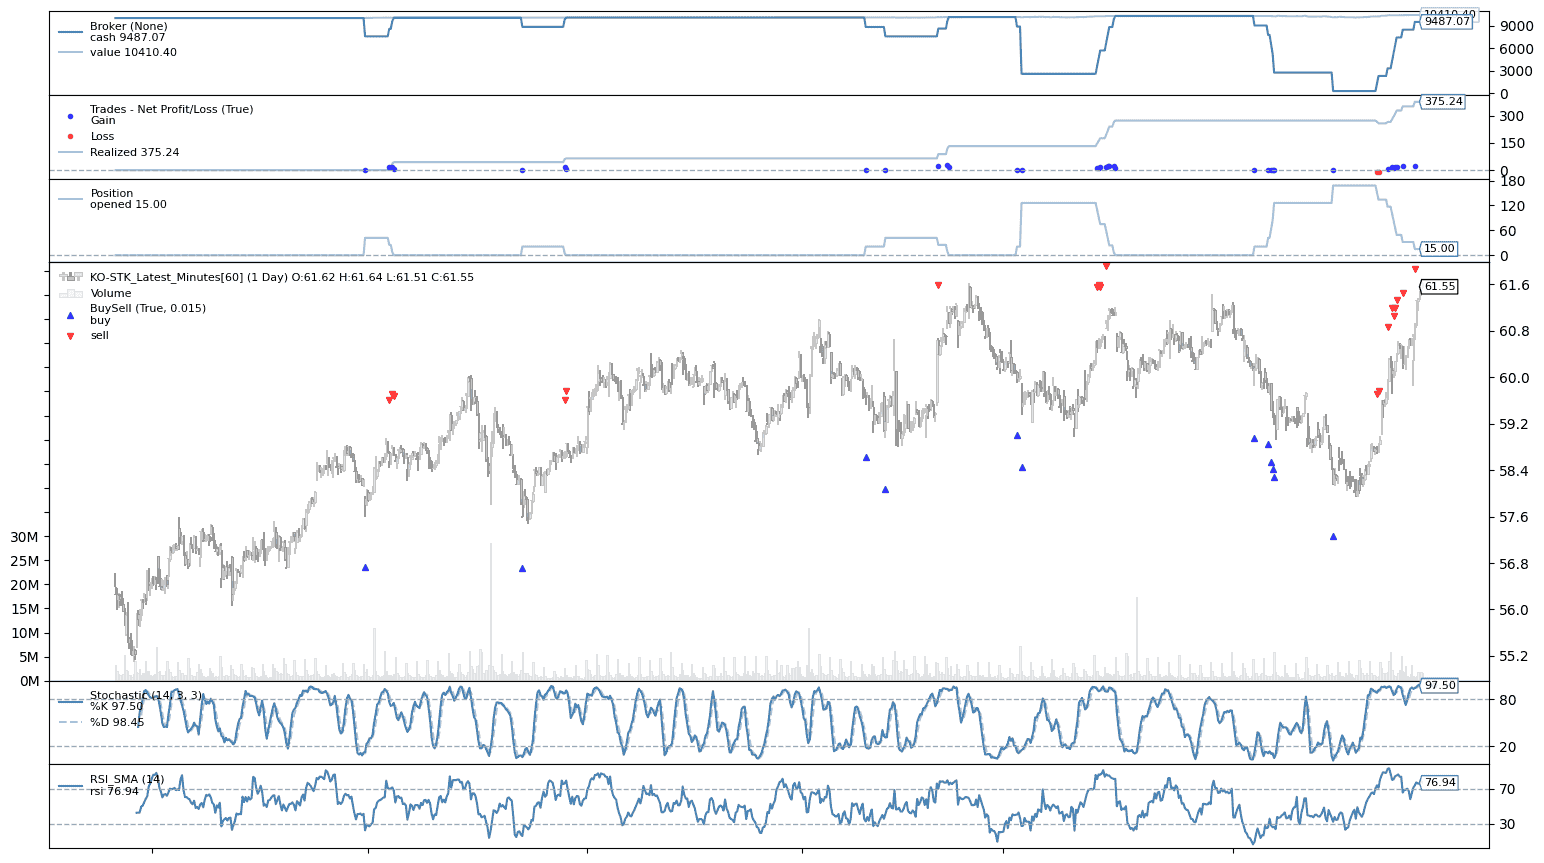 Broker (None)
cash 9487.07
value 10410.40
10410.40
9487.07
9000
6000
3000
0
Trades - Net Profit/Loss (True)
Gain
Loss
Realized 375.24
375.24
300
150
0
Position
opened 15.00
180
120
60
15.00
0
KO-STK_Latest_Minutes[60] (1 Day) O:61.62 H:61.64 L:61.51 C:61.55
Volume
BuySell (True, 0.015)
buy
sell
61.6
61.55
60.8
60.0
59.2
58.4
57.6
56.8
56.0
55.2
30M
25M
20M
15M
10M
5M
0M
Stochastic (14, 3, 3)
%K 97.50
%D 98.45
97.50
80
20
RSI_SMA (14)
rsi 76.94
76.94
70
30